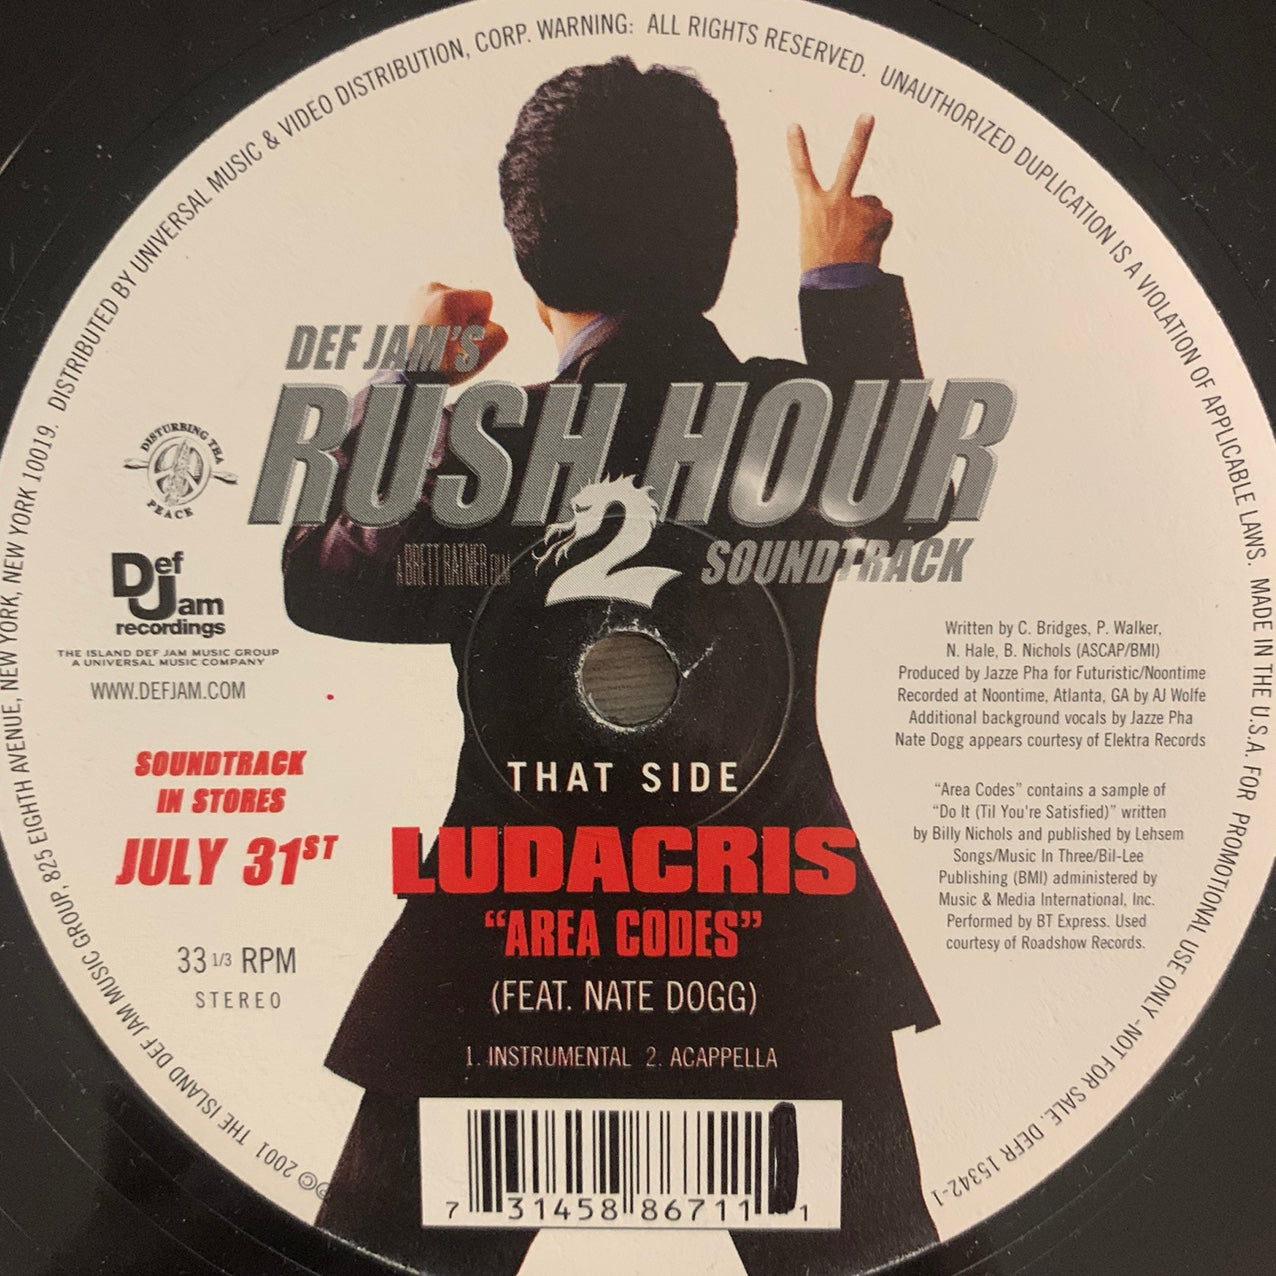 ℗© 2001 THE ISLAND DEF JAM MUSIC GROUP, 825 EIGHTH AVENUE, NEW YORK, NEW YORK 10019. DISTRIBUTED BY UNIVERSAL MUSIC & VIDEO DISTRIBUTION, CORP. WARNING: ALL RIGHTS RESERVED. UNAUTHORIZED DUPLICATION IS A VIOLATION OF APPLICABLE LAWS. MADE IN THE U.S.A. FOR PROMOTIONAL USE ONLY -NOT FOR SALE. DEFR 15342-1
DEF JAM'S
RUSH HOUR
2
A BRETT RATNER FILM
SOUNDTRACK
DISTURBING THA
PEACE
Def
Jam
recordings
THE ISLAND DEF JAM MUSIC GROUP
A UNIVERSAL MUSIC COMPANY
WWW.DEFJAM.COM
SOUNDTRACK
IN STORES
JULY 31ST
33 1/3 RPM
STEREO
THAT SIDE
LUDACRIS
“AREA CODES”
(FEAT. NATE DOGG)
1. INSTRUMENTAL 2. ACAPPELLA
Written by C. Bridges, P. Walker,
N. Hale, B. Nichols (ASCAP/BMI)
Produced by Jazze Pha for Futuristic/Noontime
Recorded at Noontime, Atlanta, GA by AJ Wolfe
Additional background vocals by Jazze Pha
Nate Dogg appears courtesy of Elektra Records
“Area Codes” contains a sample of
“Do It (Til You're Satisfied)” written
by Billy Nichols and published by Lehsem
Songs/Music In Three/Bil-Lee
Publishing (BMI) administered by
Music & Media International, Inc.
Performed by BT Express. Used
courtesy of Roadshow Records.
7 31458 86711 1